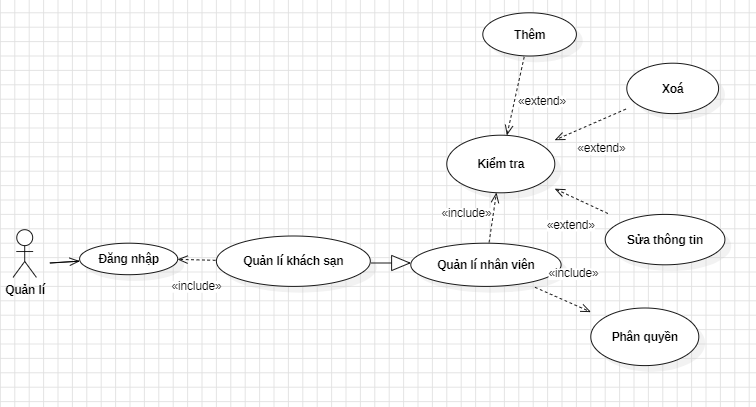 Thêm
«extend»
Xoá
«extend»
Kiểm tra
«include»
«extend»
Sửa thông tin
Quản lí
Đăng nhập
«include»
Quản lí khách sạn
Quản lí nhân viên
«include»
Phân quyền